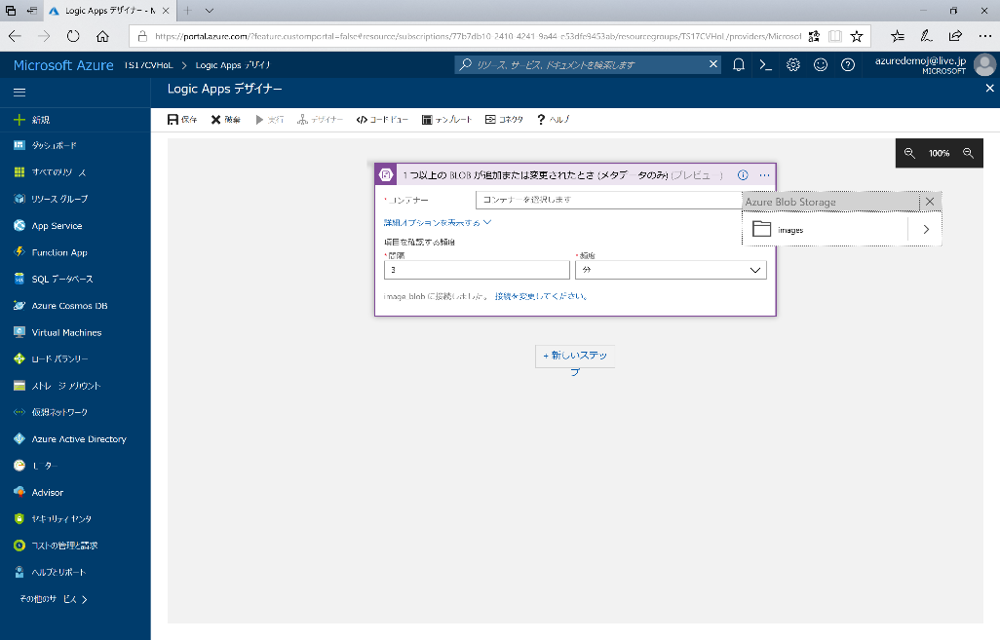 Logic Apps デザイナー - M
https://portal.azure.com/?feature.customportal=false#resource/subscriptions/77b7db10-2410-4241-9a44-e53dfe9453ab/resourcegroups/TS17CVHoL/providers/Microsof
Microsoft Azure TS17CVHoL Logic Apps デザイナ
リソース、サービス、ドキュメントを検索します
azuredemoj@live.jp
MICROSOFT
Logic Apps デザイナー
保存 破棄 実行 デザイナー コード ビュー テンプレート コネクタ ヘルプ
新規
ダッシュボード
すべてのリソース
リソース グループ
App Service
Function App
SQL データベース
Azure Cosmos DB
Virtual Machines
ロード バランサー
ストレージ アカウント
仮想ネットワーク
Azure Active Directory
モニター
Advisor
セキュリティ センター
コストの管理と請求
ヘルプとサポート
その他のサービス
100%
1 つ以上の BLOB が追加または変更されたとき (メタデータのみ) (プレビュー)
* コンテナー コンテナーを選択します
Azure Blob Storage
images
詳細オプションを表示する
項目を確認する頻度
* 間隔 * 頻度
3 分
image blob に接続しました。 接続を変更してください。
+ 新しいステッ
プ